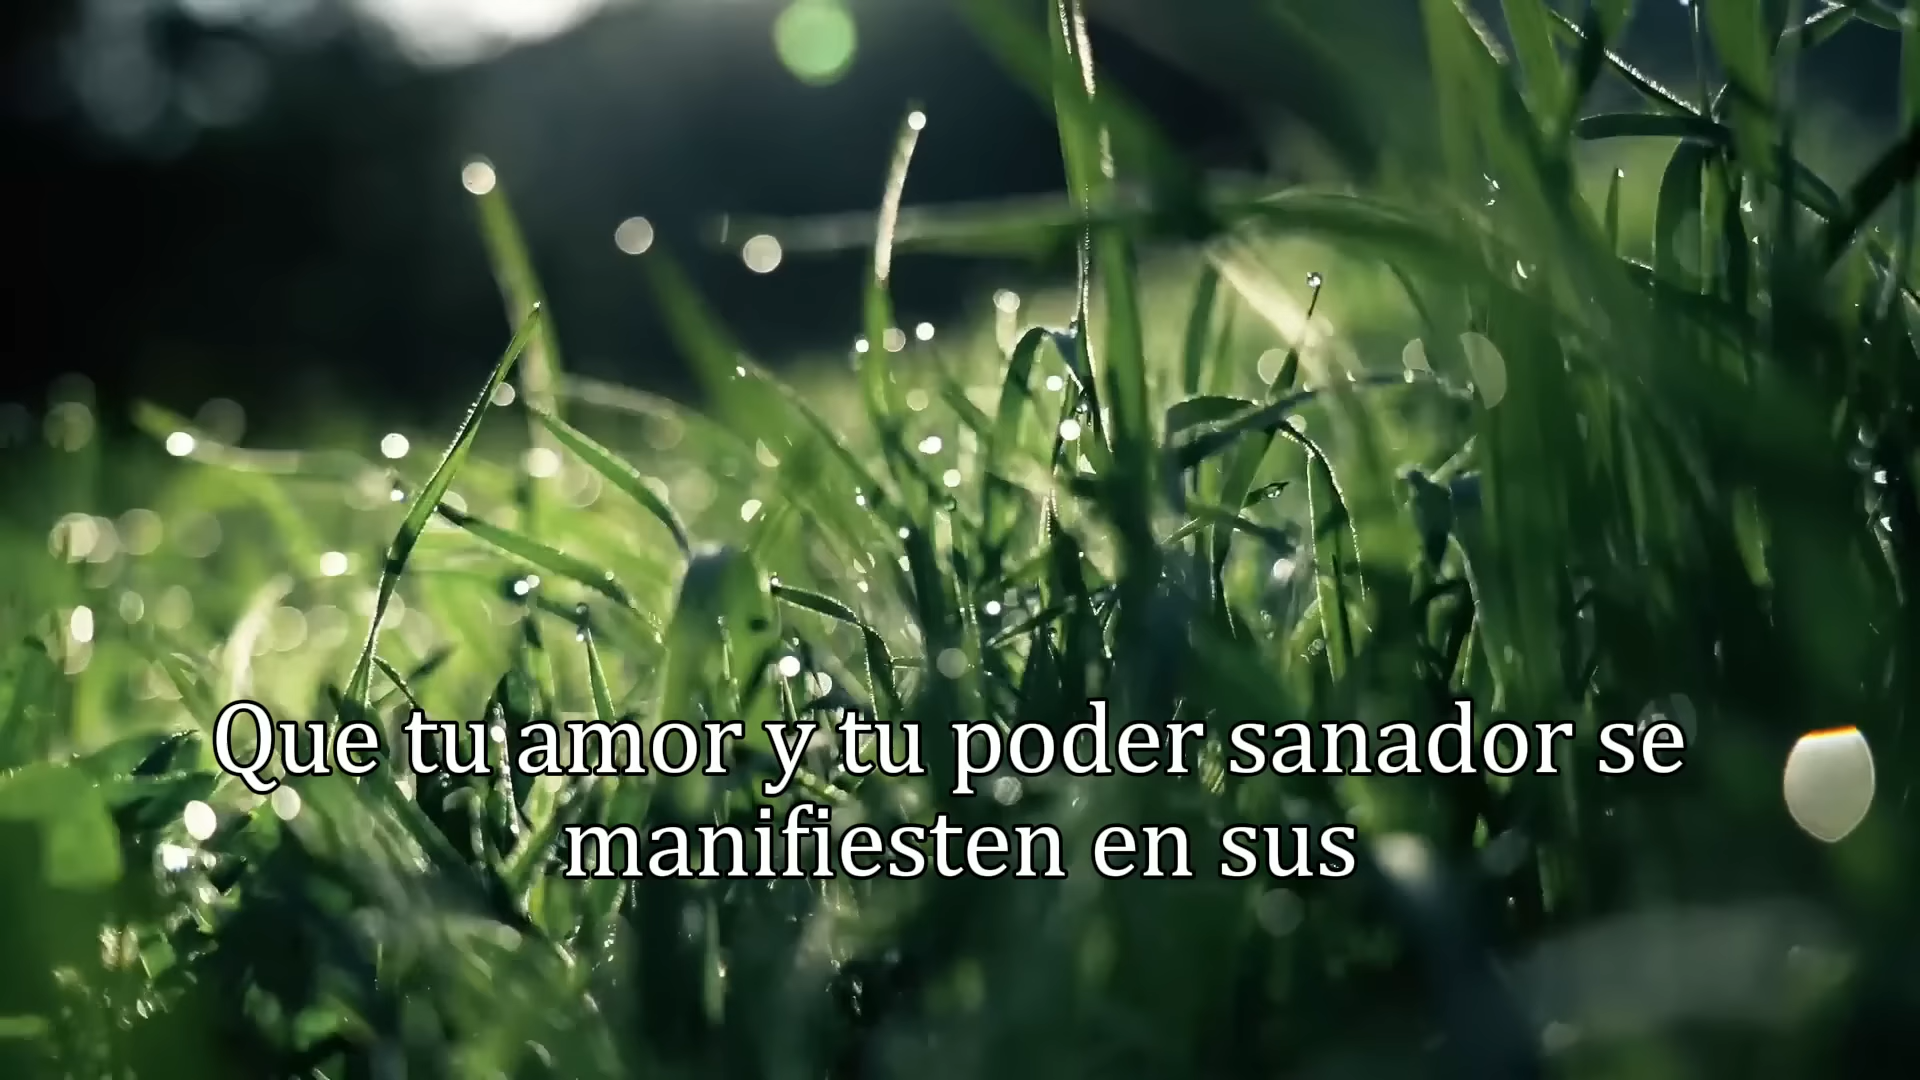 Que tu amor y tu poder sanador se
manifiesten en sus